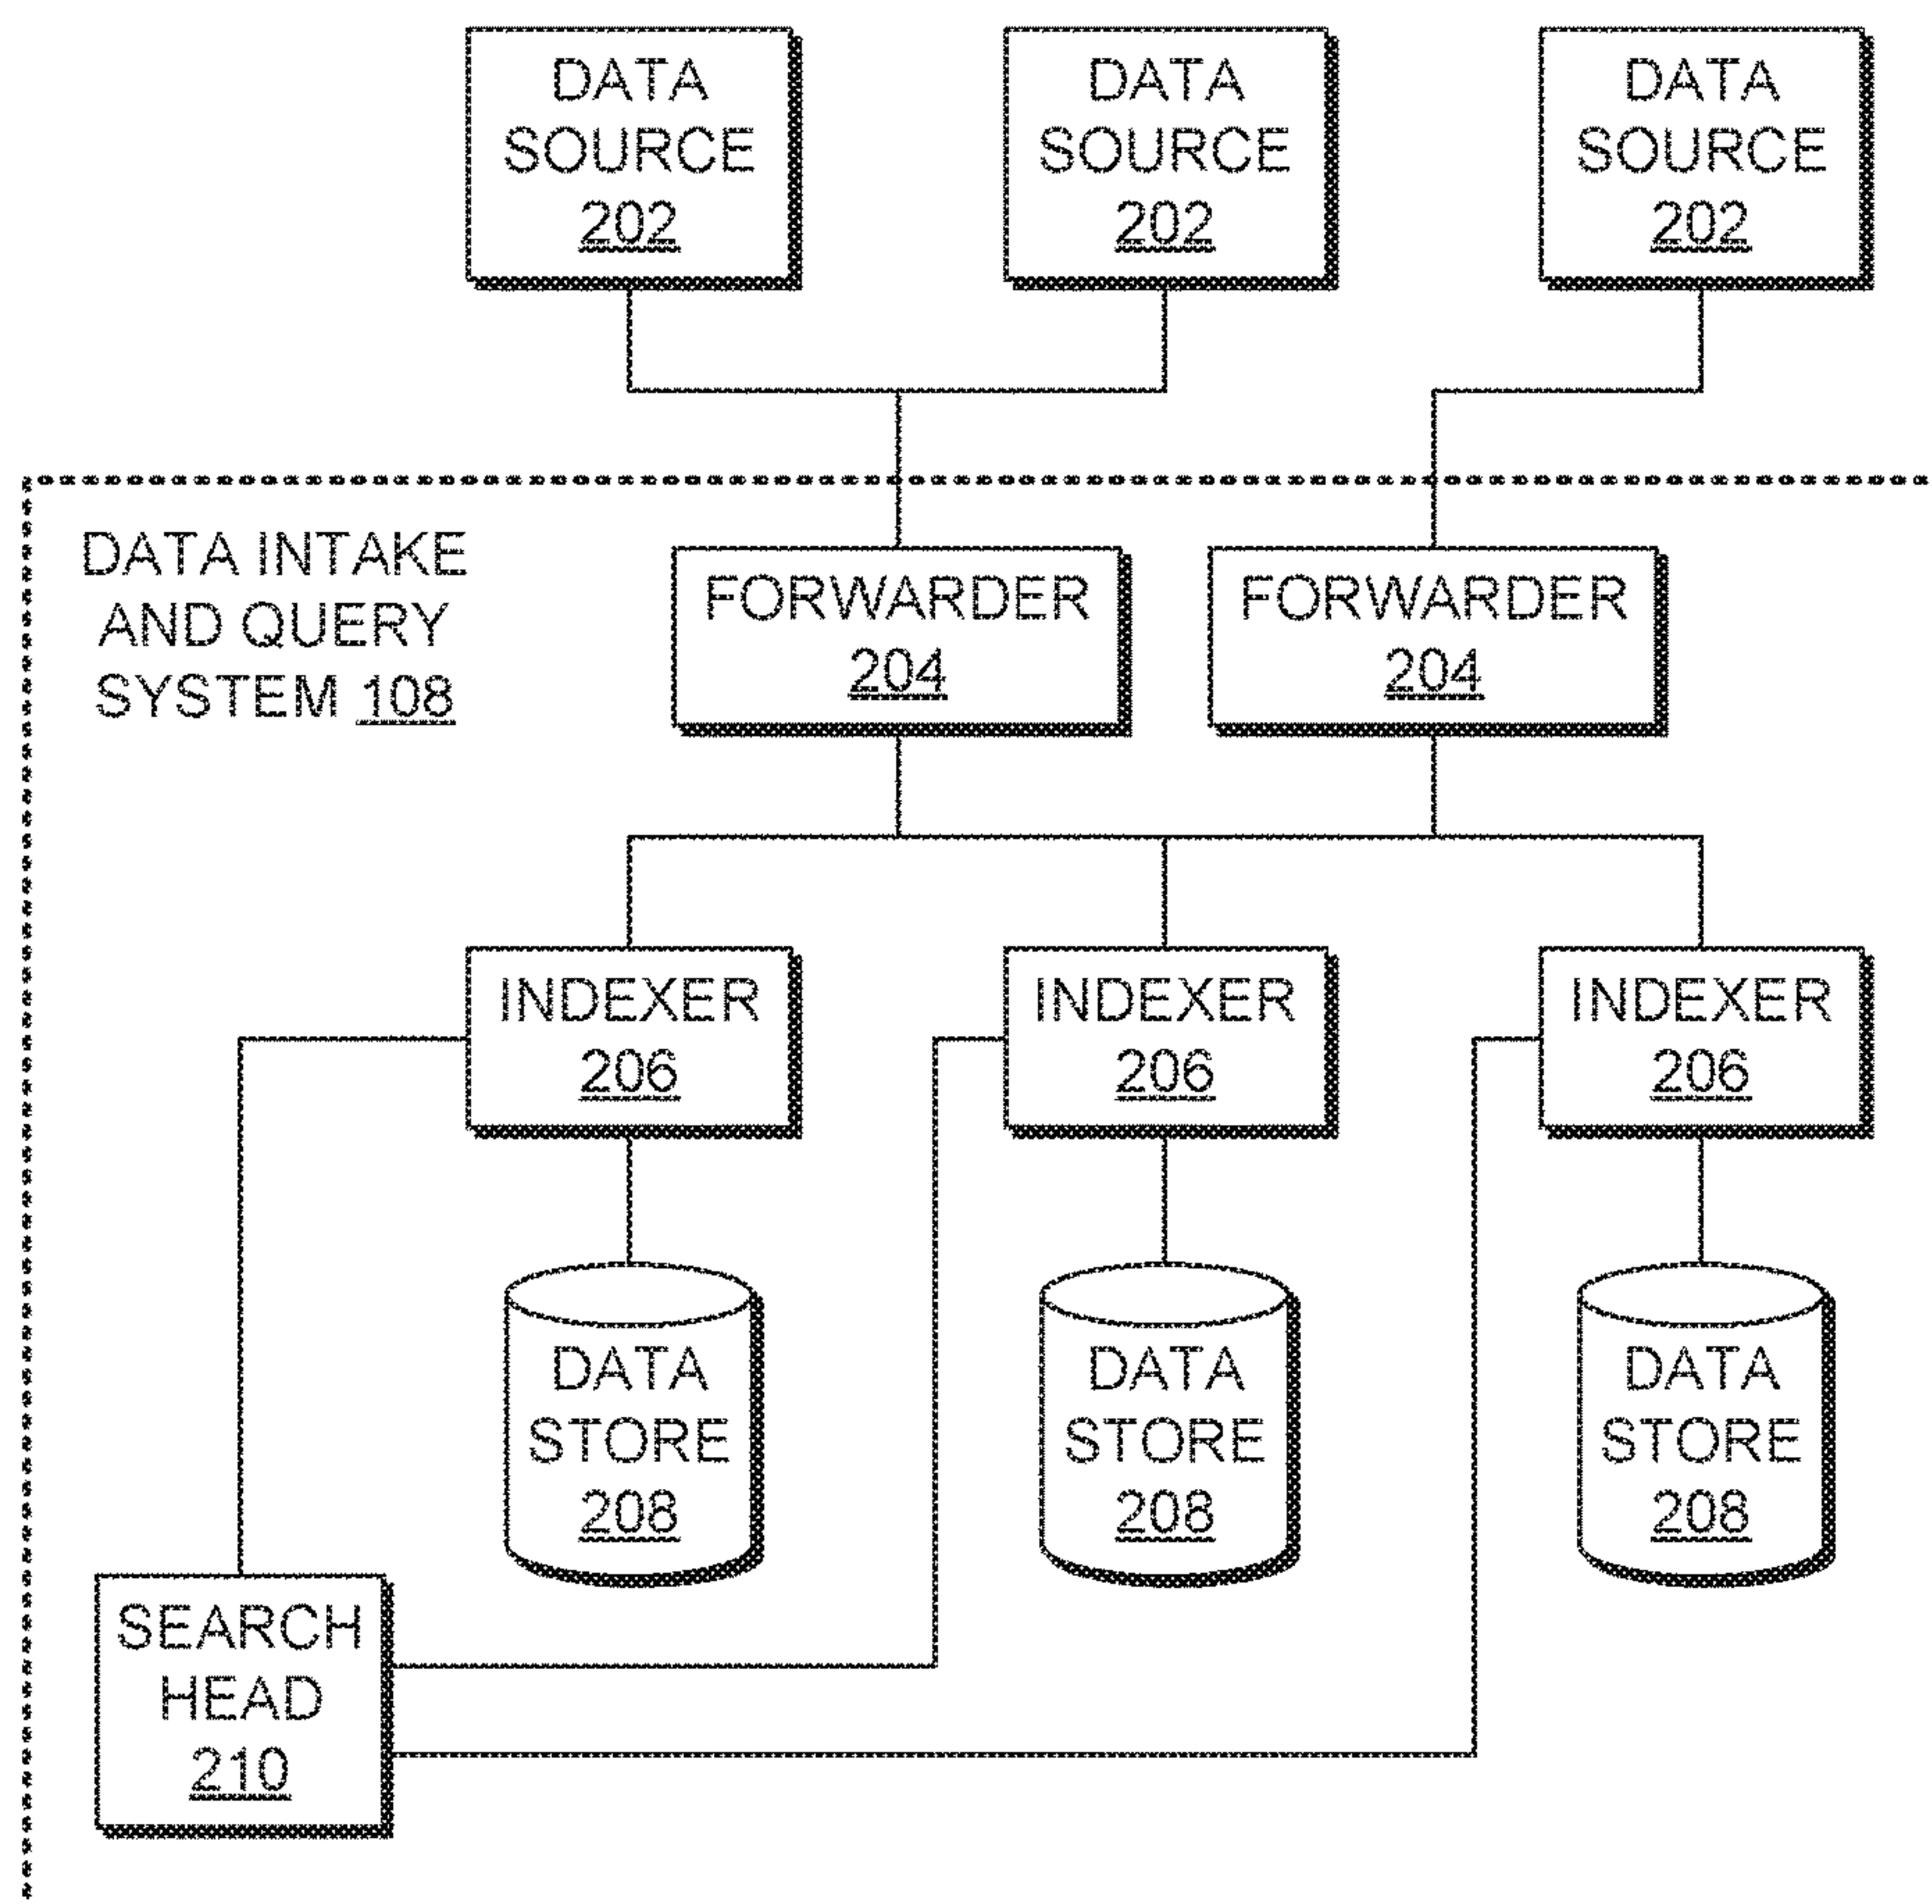 DATA
SOURCE
202
DATA
SOURCE
202
DATA
SOURCE
202
DATA INTAKE
AND QUERY
SYSTEM 108
FORWARDER
204
FORWARDER
204
INDEXER
206
INDEXER
206
INDEXER
206
DATA
STORE
208
DATA
STORE
208
DATA
STORE
208
SEARCH
HEAD
210